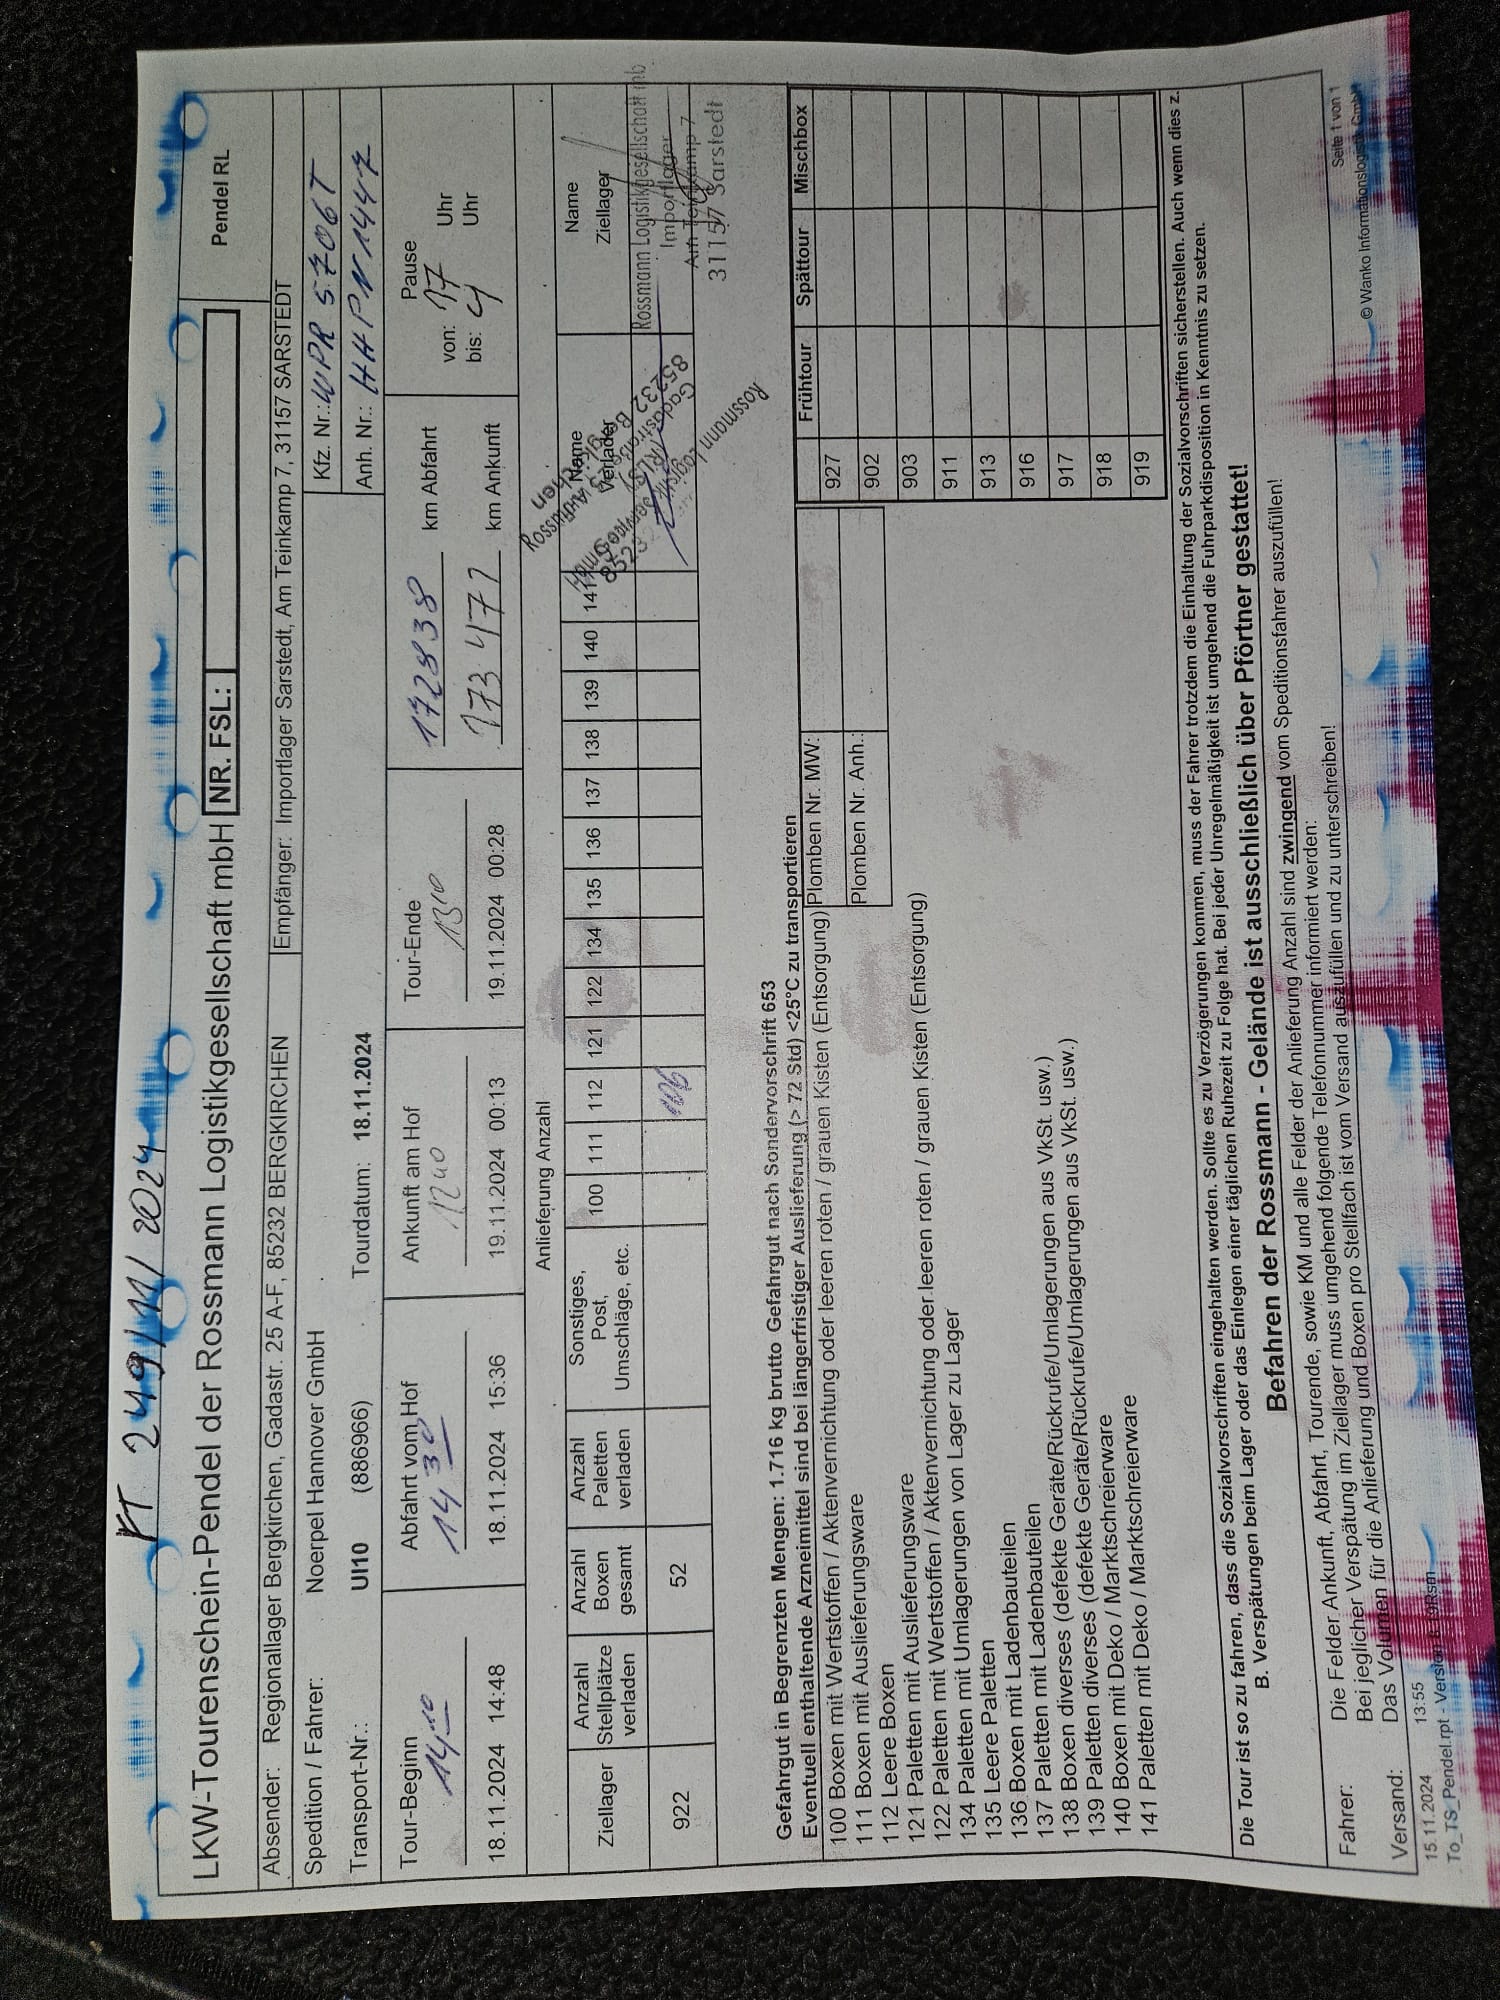 FT 249/11/2024
LKW-Tourenschein-Pendel der Rossmann Logistikgesellschaft mbH NR. FSL:
Pendel RL
Absender: Regionallager Bergkirchen, Gadastr. 25 A-F, 85232 BERGKIRCHEN
Empfänger: Importlager Sarstedt, Am Teinkamp 7, 31157 SARSTEDT
Spedition / Fahrer: Noerpel Hannover GmbH
Kfz. Nr.: WPR 5706T
Transport-Nr.: UI10 (886966) Tourdatum: 18.11.2024
Anh. Nr.: HHPN1447
Tour-Beginn Abfahrt vom Hof Ankunft am Hof Tour-Ende
14 10 14 30 1240 1310
18.11.2024 14:48 18.11.2024 15:36 19.11.2024 00:13 19.11.2024 00:28
172838 km Abfahrt
173477 km Ankunft
Pause
von: 17 Uhr
bis: 4 Uhr
Anlieferung Anzahl
Ziellager Anzahl Stellplätze verladen Anzahl Boxen gesamt Anzahl Paletten verladen Sonstiges, Post, Umschläge, etc. 100 111 112 121 122 134 135 136 137 138 139 140 141 Name Verlader Name Ziellager
922 52 106
Rossmann Logistikgesellschaft mb
Importlager
Am Teinkamp 7
31157 Sarstedt
Gefahrgut in Begrenzten Mengen: 1.716 kg brutto Gefahrgut nach Sondervorschrift 653
Eventuell enthaltende Arzneimittel sind bei längerfristiger Auslieferung (> 72 Std) <25°C zu transportieren
100 Boxen mit Wertstoffen / Aktenvernichtung oder leeren roten / grauen Kisten (Entsorgung)
111 Boxen mit Auslieferungsware
112 Leere Boxen
121 Paletten mit Auslieferungsware
122 Paletten mit Wertstoffen / Aktenvernichtung oder leeren roten / grauen Kisten (Entsorgung)
134 Paletten mit Umlagerungen von Lager zu Lager
135 Leere Paletten
136 Boxen mit Ladenbauteilen
137 Paletten mit Ladenbauteilen
138 Boxen diverses (defekte Geräte/Rückrufe/Umlagerungen aus VkSt. usw.)
139 Paletten diverses (defekte Geräte/Rückrufe/Umlagerungen aus VkSt. usw.)
140 Boxen mit Deko / Marktschreierware
141 Paletten mit Deko / Marktschreierware
Plomben Nr. MW:
Plomben Nr. Anh.:
Frühtour Spättour Mischbox
927
902
903
911
913
916
917
918
919
Die Tour ist so zu fahren, dass die Sozialvorschriften eingehalten werden. Sollte es zu Verzögerungen kommen, muss der Fahrer trotzdem die Einhaltung der Sozialvorschriften sicherstellen. Auch wenn dies z.
B. Verspätungen beim Lager oder das Einlegen einer täglichen Ruhezeit zu Folge hat. Bei jeder Unregelmäßigkeit ist umgehend die Fuhrparkdisposition in Kenntnis zu setzen.
Befahren der Rossmann - Gelände ist ausschließlich über Pförtner gestattet!
Fahrer: Die Felder Ankunft, Abfahrt, Tourende, sowie KM und alle Felder der Anlieferung Anzahl sind zwingend vom Speditionsfahrer auszufüllen!
Bei jeglicher Verspätung im Ziellager muss umgehend folgende Telefonnummer informiert werden:
Versand: Das Volumen für die Anlieferung und Boxen pro Stellfach ist vom Versand auszufüllen und zu unterschreiben!
15.11.2024 13:55
To_TS_Pendel.rpt - Version
Seite 1 von 1
© Wanko Informationslogistik GmbH